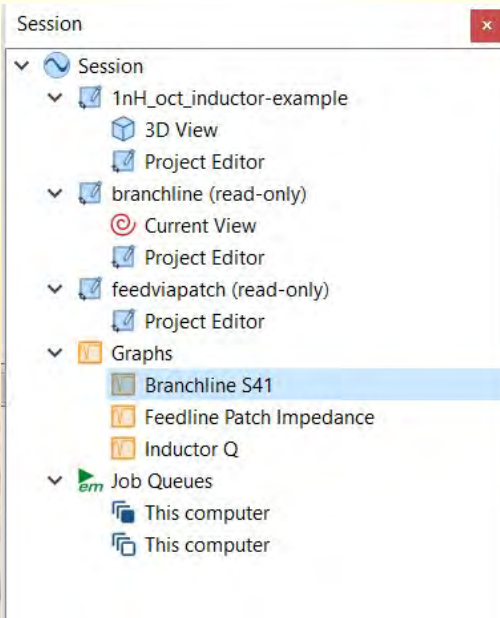 Session
Session
1nH_oct_inductor-example
3D View
Project Editor
branchline (read-only)
Current View
Project Editor
feedviapatch (read-only)
Project Editor
Graphs
Branchline S41
Feedline Patch Impedance
Inductor Q
em Job Queues
This computer
This computer